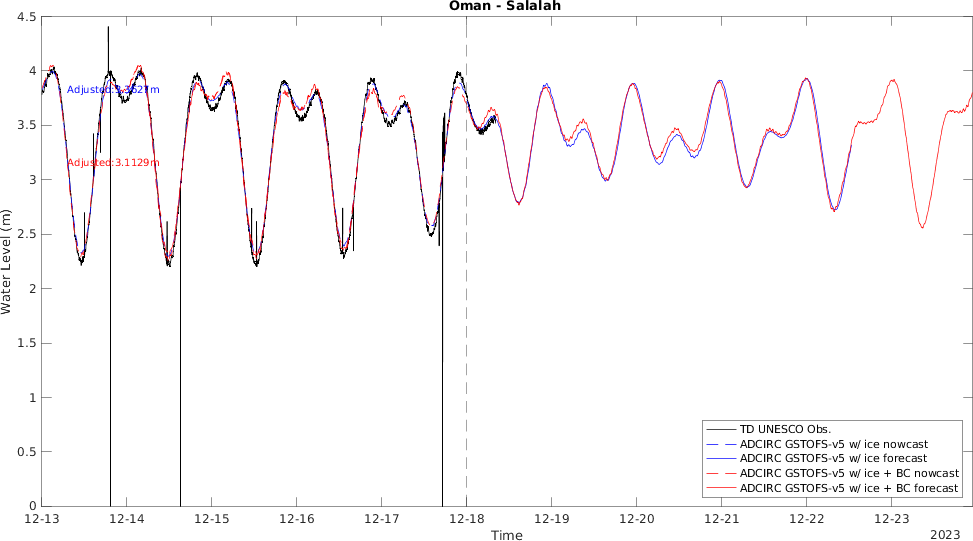 Oman - Salalah
4.5
4
3.5
3
2.5
2
1.5
1
0.5
0
Water Level (m)
Adjusted:3.3627m
Adjusted:3.1129m
TD UNESCO Obs.
ADCIRC GSTOFS-v5 w/ ice nowcast
ADCIRC GSTOFS-v5 w/ ice forecast
ADCIRC GSTOFS-v5 w/ ice + BC nowcast
ADCIRC GSTOFS-v5 w/ ice + BC forecast
12-13 12-14 12-15 12-16 12-17 12-18 12-19 12-20 12-21 12-22 12-23
Time
2023